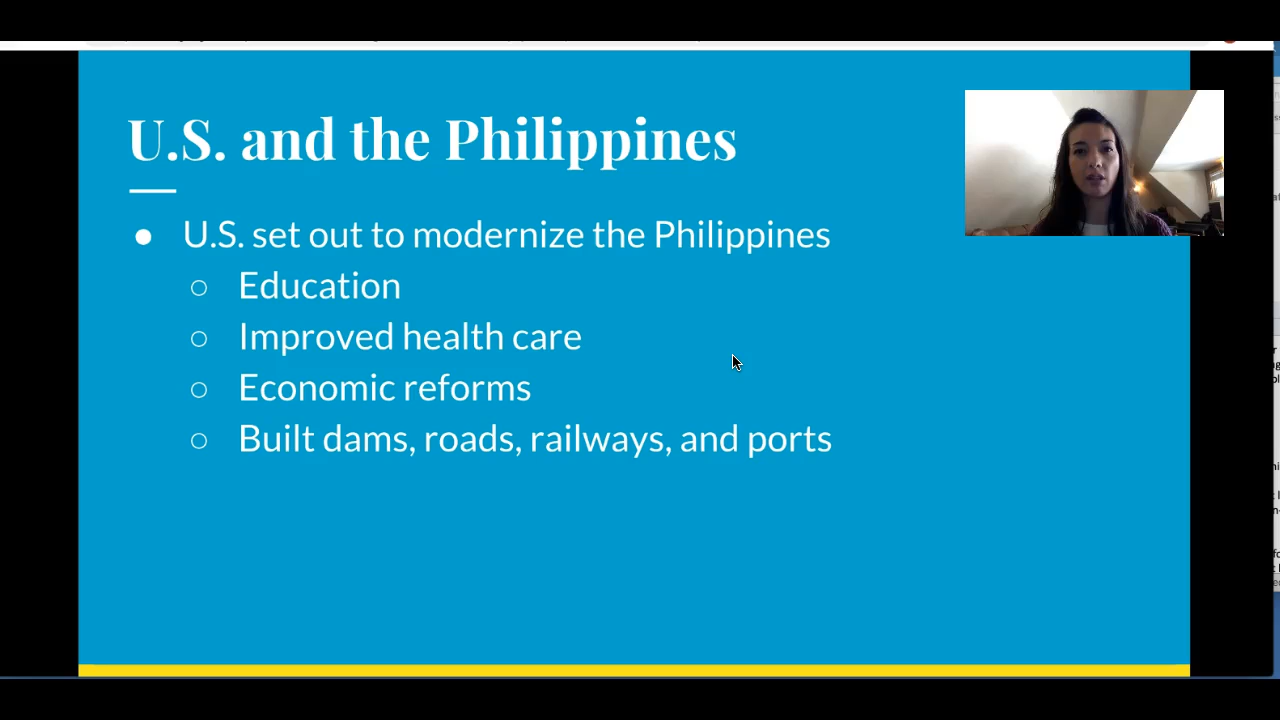 U.S. and the Philippines
● U.S. set out to modernize the Philippines
○ Education
○ Improved health care
○ Economic reforms
○ Built dams, roads, railways, and ports